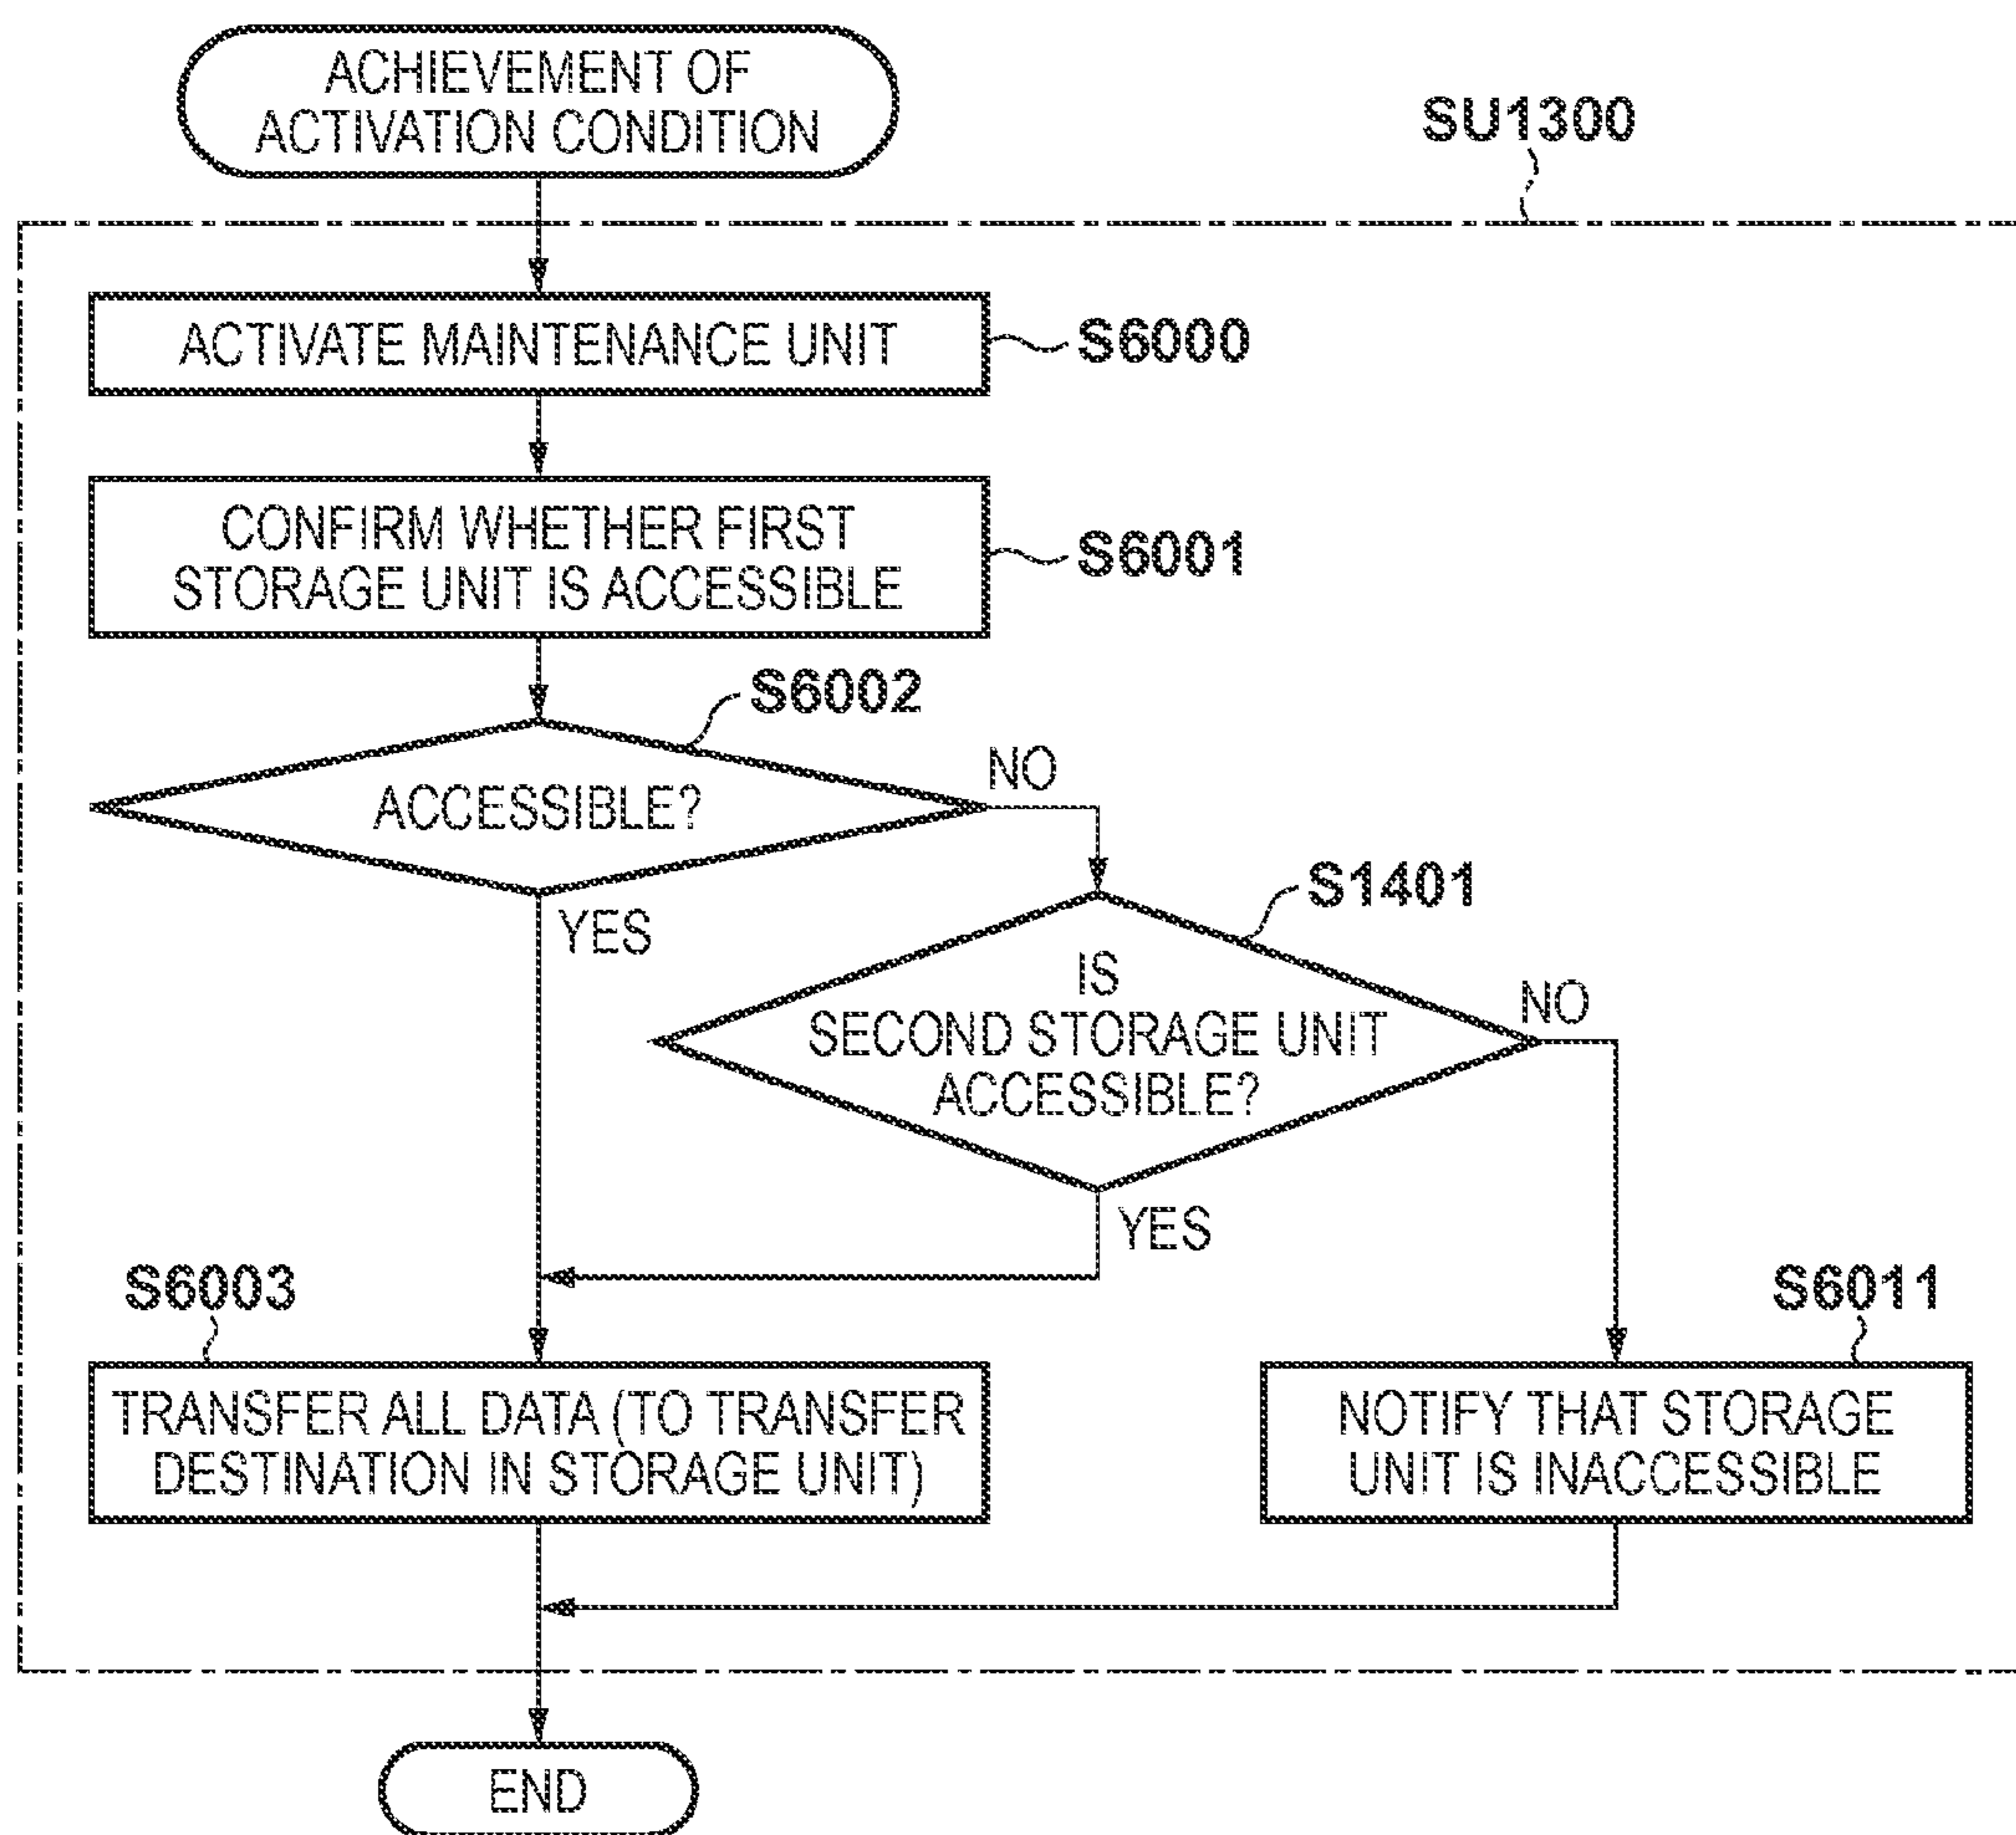 ACHIEVEMENT OF
ACTIVATION CONDITION
SU1300
ACTIVATE MAINTENANCE UNIT
S6000
CONFIRM WHETHER FIRST
STORAGE UNIT IS ACCESSIBLE
S6001
S6002
ACCESSIBLE?
NO
YES
S1401
IS
SECOND STORAGE UNIT
ACCESSIBLE?
NO
YES
S6003
TRANSFER ALL DATA (TO TRANSFER
DESTINATION IN STORAGE UNIT)
S6011
NOTIFY THAT STORAGE
UNIT IS INACCESSIBLE
END